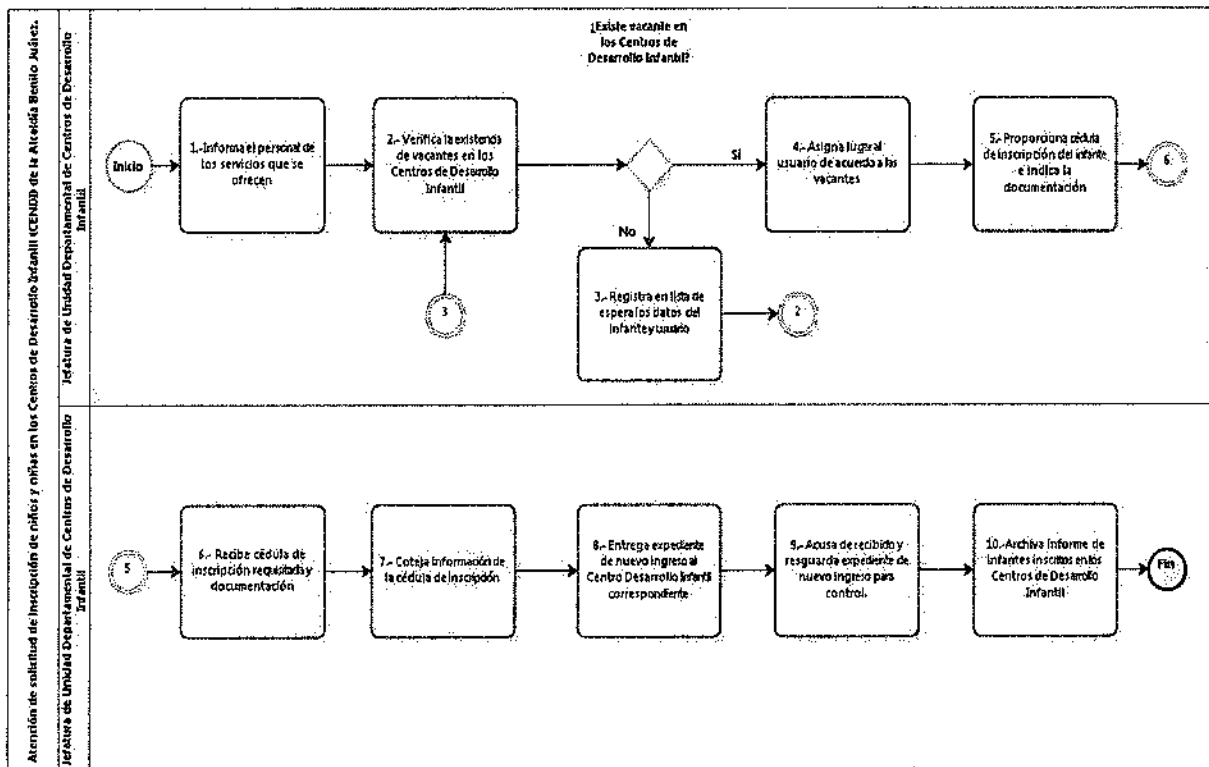 Atención de solicitud de inscripción de niños y niñas en los Centros de Desarrollo Infantil (CENDI) de la Alcaldía Benito Juárez.
Jefatura de Unidad Departamental de Centros de Desarrollo
Infantil
¿Existe vacante en
los Centros de
Desarrollo Infantil?
Inicio
1.-Informa el personal de
los servicios que se
ofrecen
2.- Verifica la existencia
de vacantes en los
Centros de Desarrollo
Infantil
Sí
4.- Asigna lugar al
usuario de acuerdo a las
vacantes
5.- Proporciona cédula
de inscripción del infante
e indica la
documentación
6
No
3
3.- Registra en lista de
espera los datos del
infante y usuario
2
Jefatura de Unidad Departamental de Centros de Desarrollo
Infantil
5
6.- Recibe cédula de
inscripción requisitada y
documentación
7.- Coteja información de
la cédula de inscripción
8.- Entrega expediente
de nuevo ingreso al
Centro Desarrollo Infantil
correspondiente
9.- Acusa de recibido y
resguarda expediente de
nuevo ingreso para
control.
10.- Archiva informe de
infantes inscritos en los
Centros de Desarrollo
Infantil
Fin